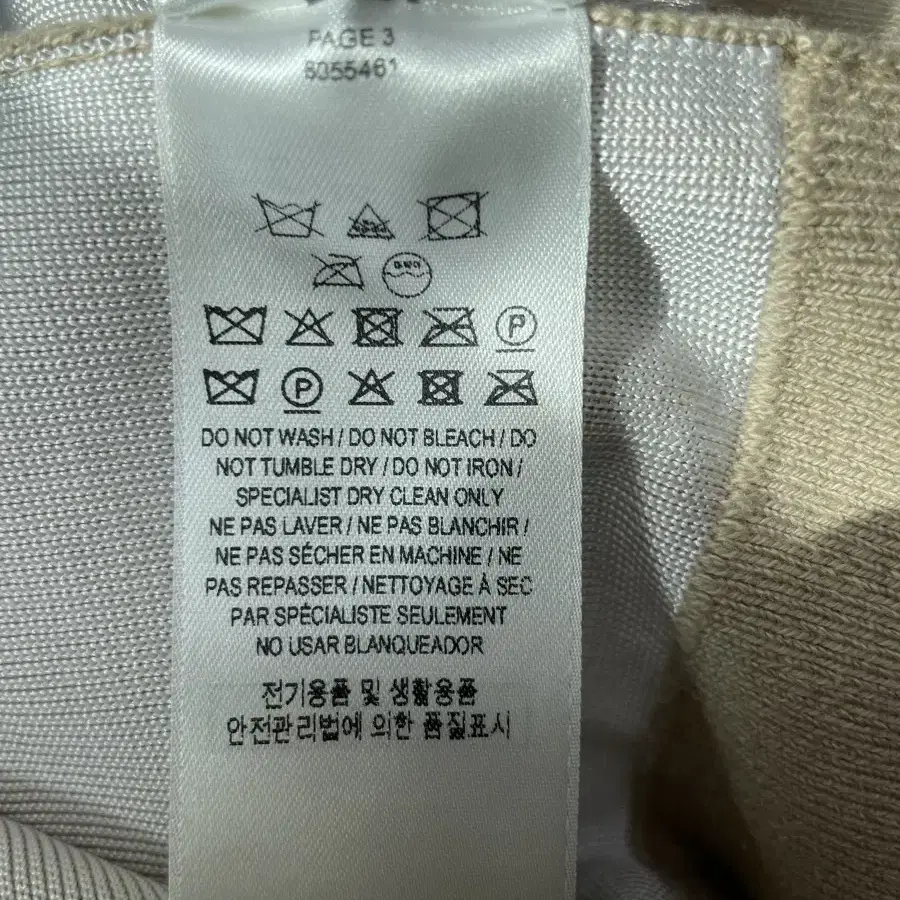 PAGE 3
6055461
P
P
DO NOT WASH / DO NOT BLEACH / DO
NOT TUMBLE DRY / DO NOT IRON /
SPECIALIST DRY CLEAN ONLY
NE PAS LAVER / NE PAS BLANCHIR /
NE PAS SÉCHER EN MACHINE / NE
PAS REPASSER / NETTOYAGE À SEC
PAR SPÉCIALISTE SEULEMENT
NO USAR BLANQUEADOR
전기용품 및 생활용품
안전관리법에 의한 품질표시